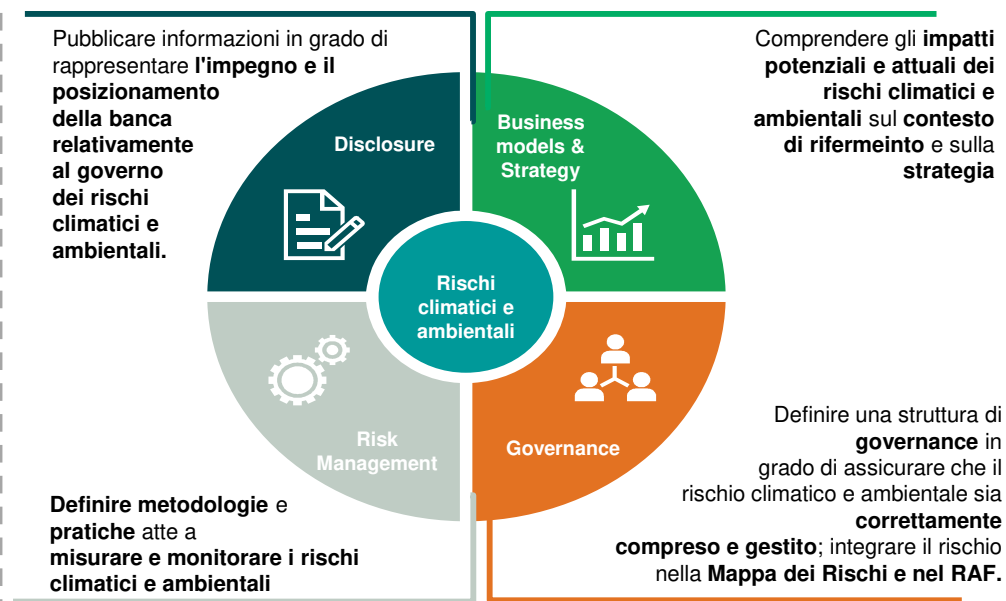 Pubblicare informazioni in grado di
rappresentare l'impegno e il
posizionamento
della banca
relativamente
al governo
dei rischi
climatici e
ambientali.
Disclosure
Business
models &
Strategy
Comprendere gli impatti
potenziali e attuali dei
rischi climatici e
ambientali sul contesto
di rifermeinto e sulla
strategia
Rischi
climatici e
ambientali
Risk
Management
Governance
Definire metodologie e
pratiche atte a
misurare e monitorare i rischi
climatici e ambientali
Definire una struttura di
governance in
grado di assicurare che il
rischio climatico e ambientale sia
correttamente
compreso e gestito; integrare il rischio
nella Mappa dei Rischi e nel RAF.